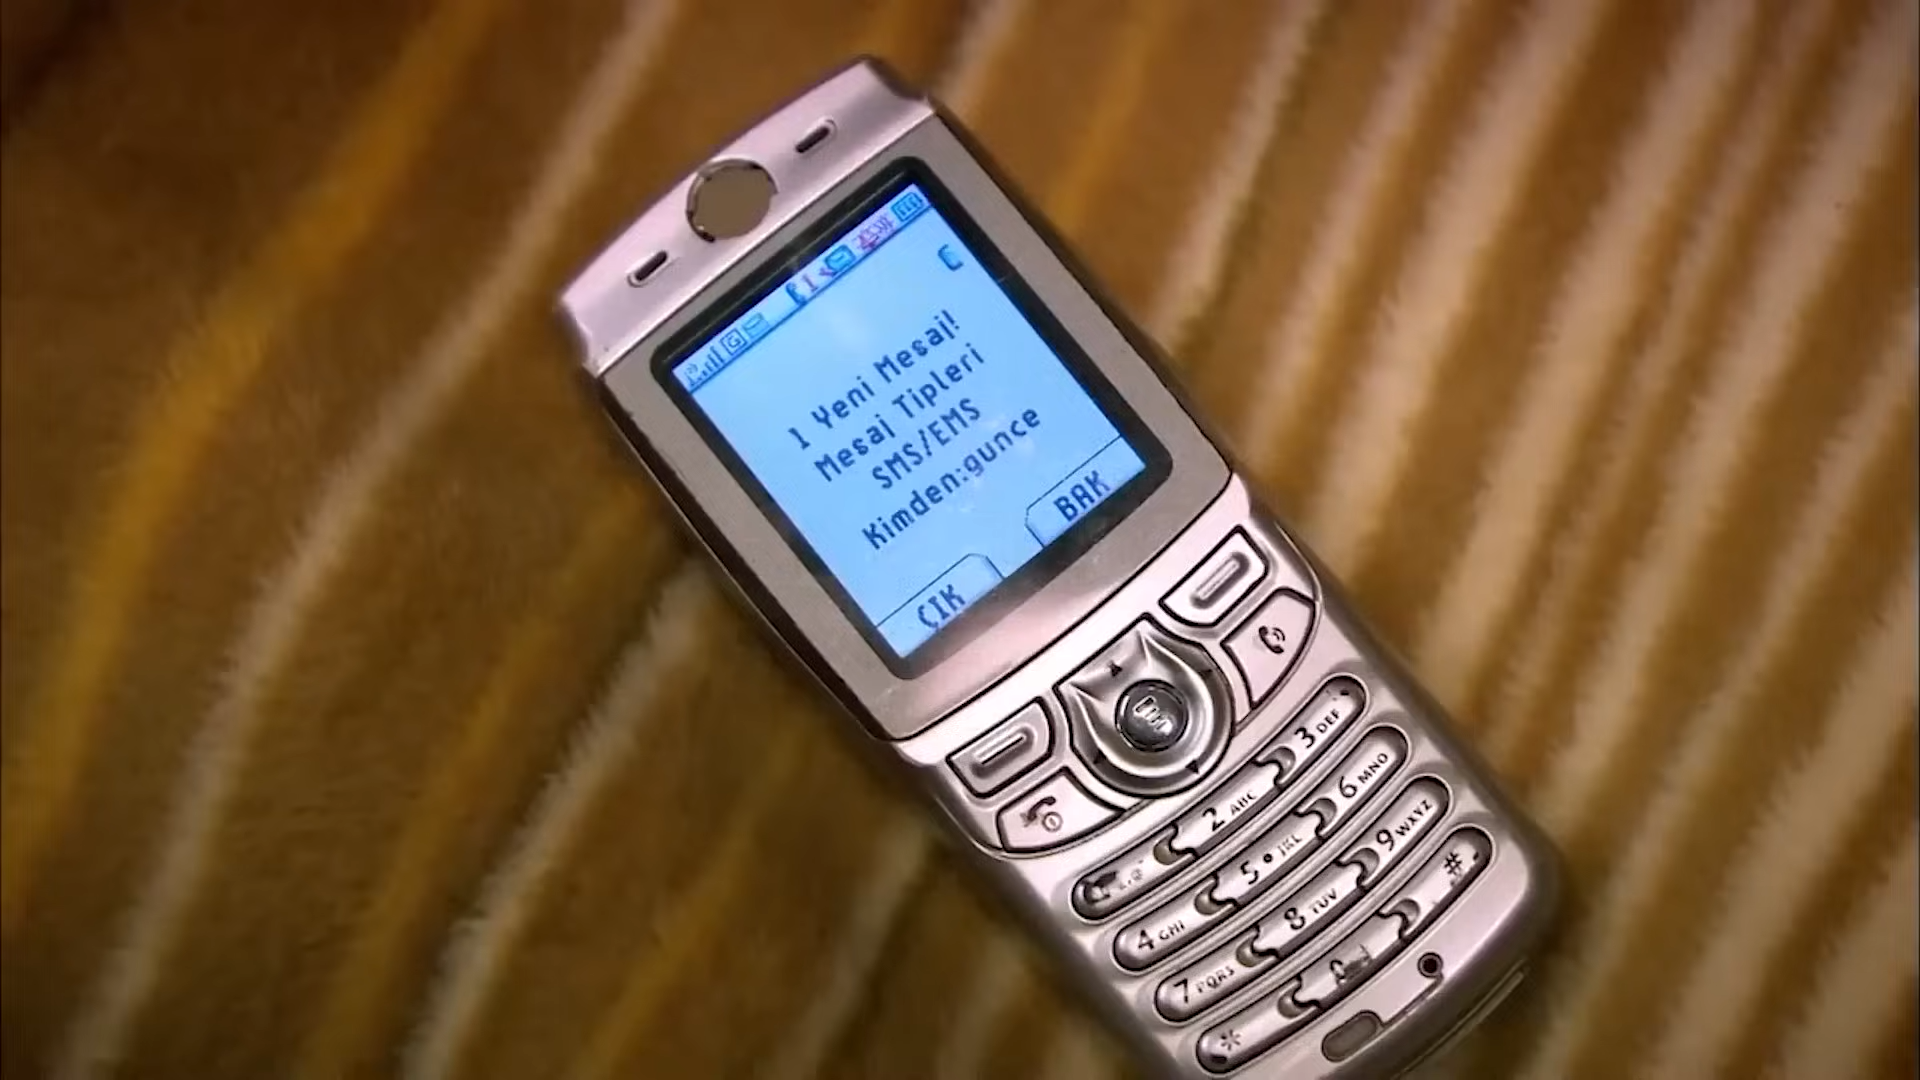 1 Yeni Mesaj!
Mesaj Tipleri
SMS/EMS
Kimden:gunce
ÇIK
BAK
2 ABC
3 DEF
4 GHI
5 JKL
6 MNO
7 PQRS
8 TUV
9 WXYZ
*
#